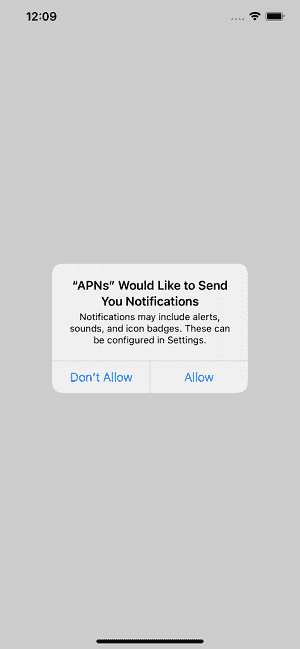 12:09
“APNs” Would Like to Send
You Notifications
Notifications may include alerts,
sounds, and icon badges. These can
be configured in Settings.
Don’t Allow
Allow